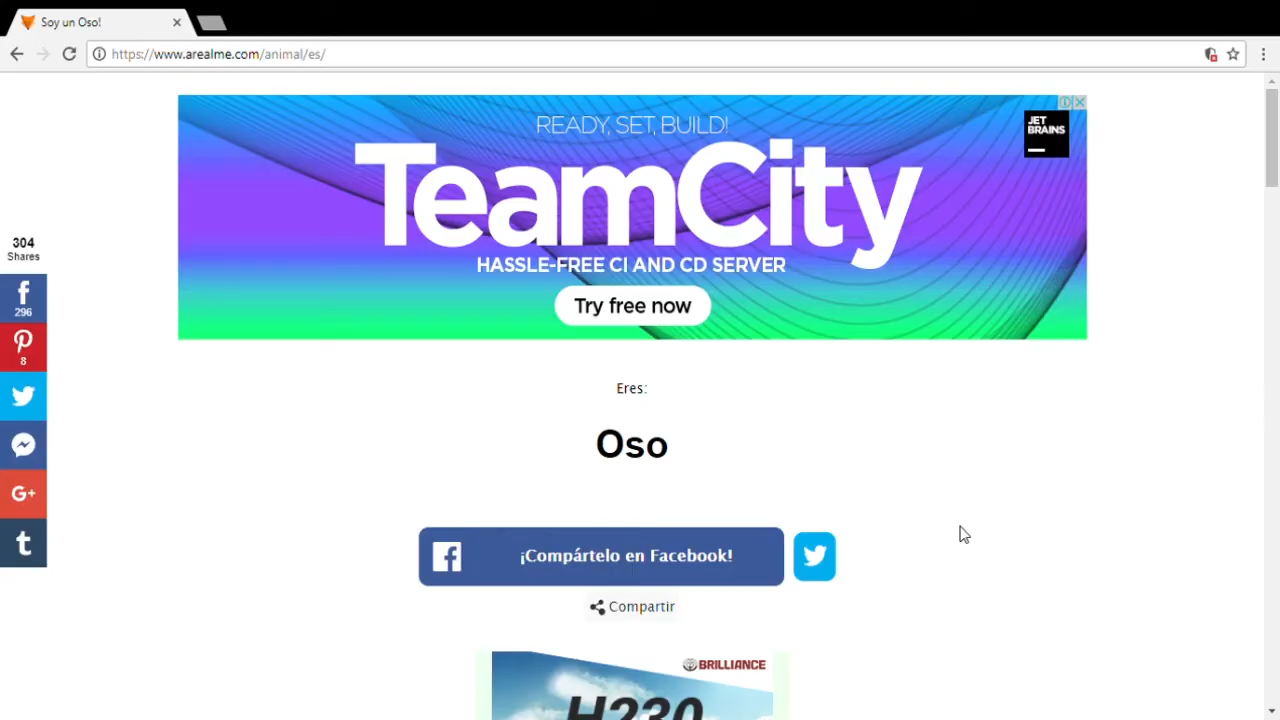 Soy un Oso!
https://www.arealme.com/animal/es/
READY, SET, BUILD!
JET
BRAINS
TeamCity
HASSLE-FREE CI AND CD SERVER
Try free now
304
Shares
296
8
G+
Eres:
Oso
¡Compártelo en Facebook!
Compartir
BRILLIANCE
H230